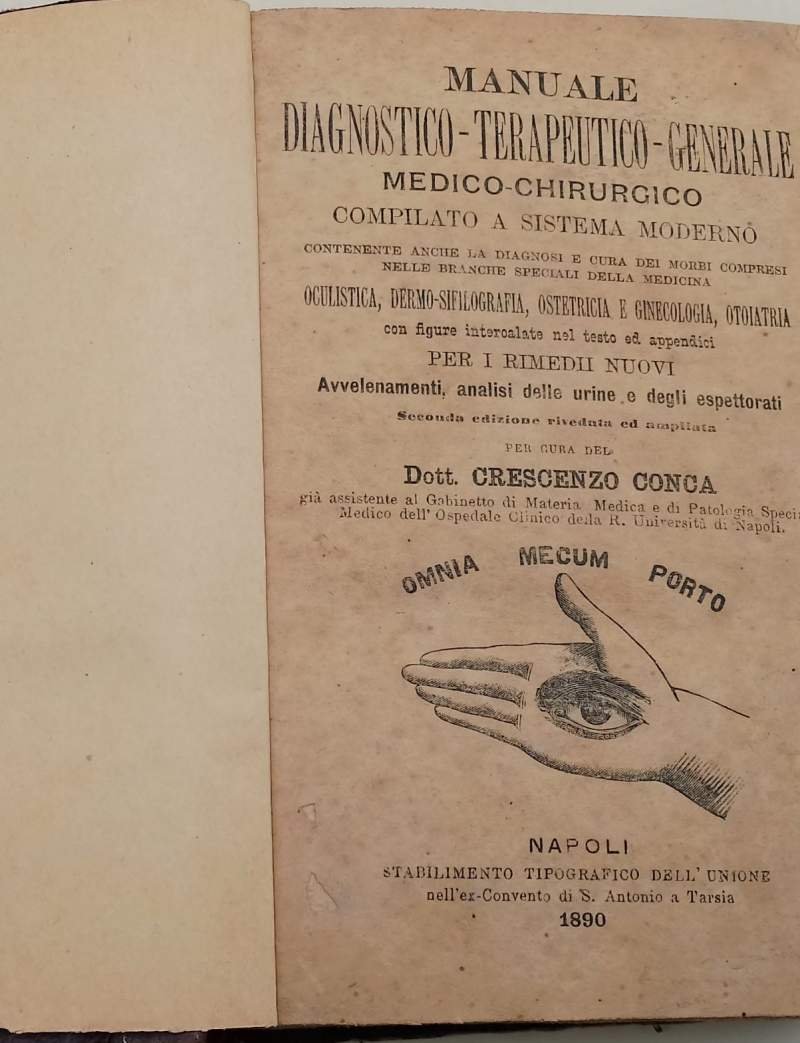 MANUALE
DIAGNOSTICO-TERAPEUTICO-GENERALE
MEDICO-CHIRURGICO
COMPILATO A SISTEMA MODERNO
CONTENENTE ANCHE LA DIAGNOSI E CURA DEI MORBI COMPRESI
NELLE BRANCHE SPECIALI DELLA MEDICINA
OCULISTICA, DERMO-SIFILOGRAFIA, OSTETRICIA E GINECOLOGIA, OTOIATRIA
con figure intercalate nel testo ed appendici
PER I RIMEDII NUOVI
Avvelenamenti, analisi delle urine e degli espettorati
Seconda edizione riveduta ed ampliata
PER CURA DEL
Dott. CRESCENZO CONCA
già assistente al Gabinetto di Materia Medica e di Patologia Speci
Medico dell' Ospedale Clinico della R. Università di Napoli.
OMNIA MECUM PORTO
NAPOLI
STABILIMENTO TIPOGRAFICO DELL' UNIONE
nell'ex-Convento di S. Antonio a Tarsia
1890